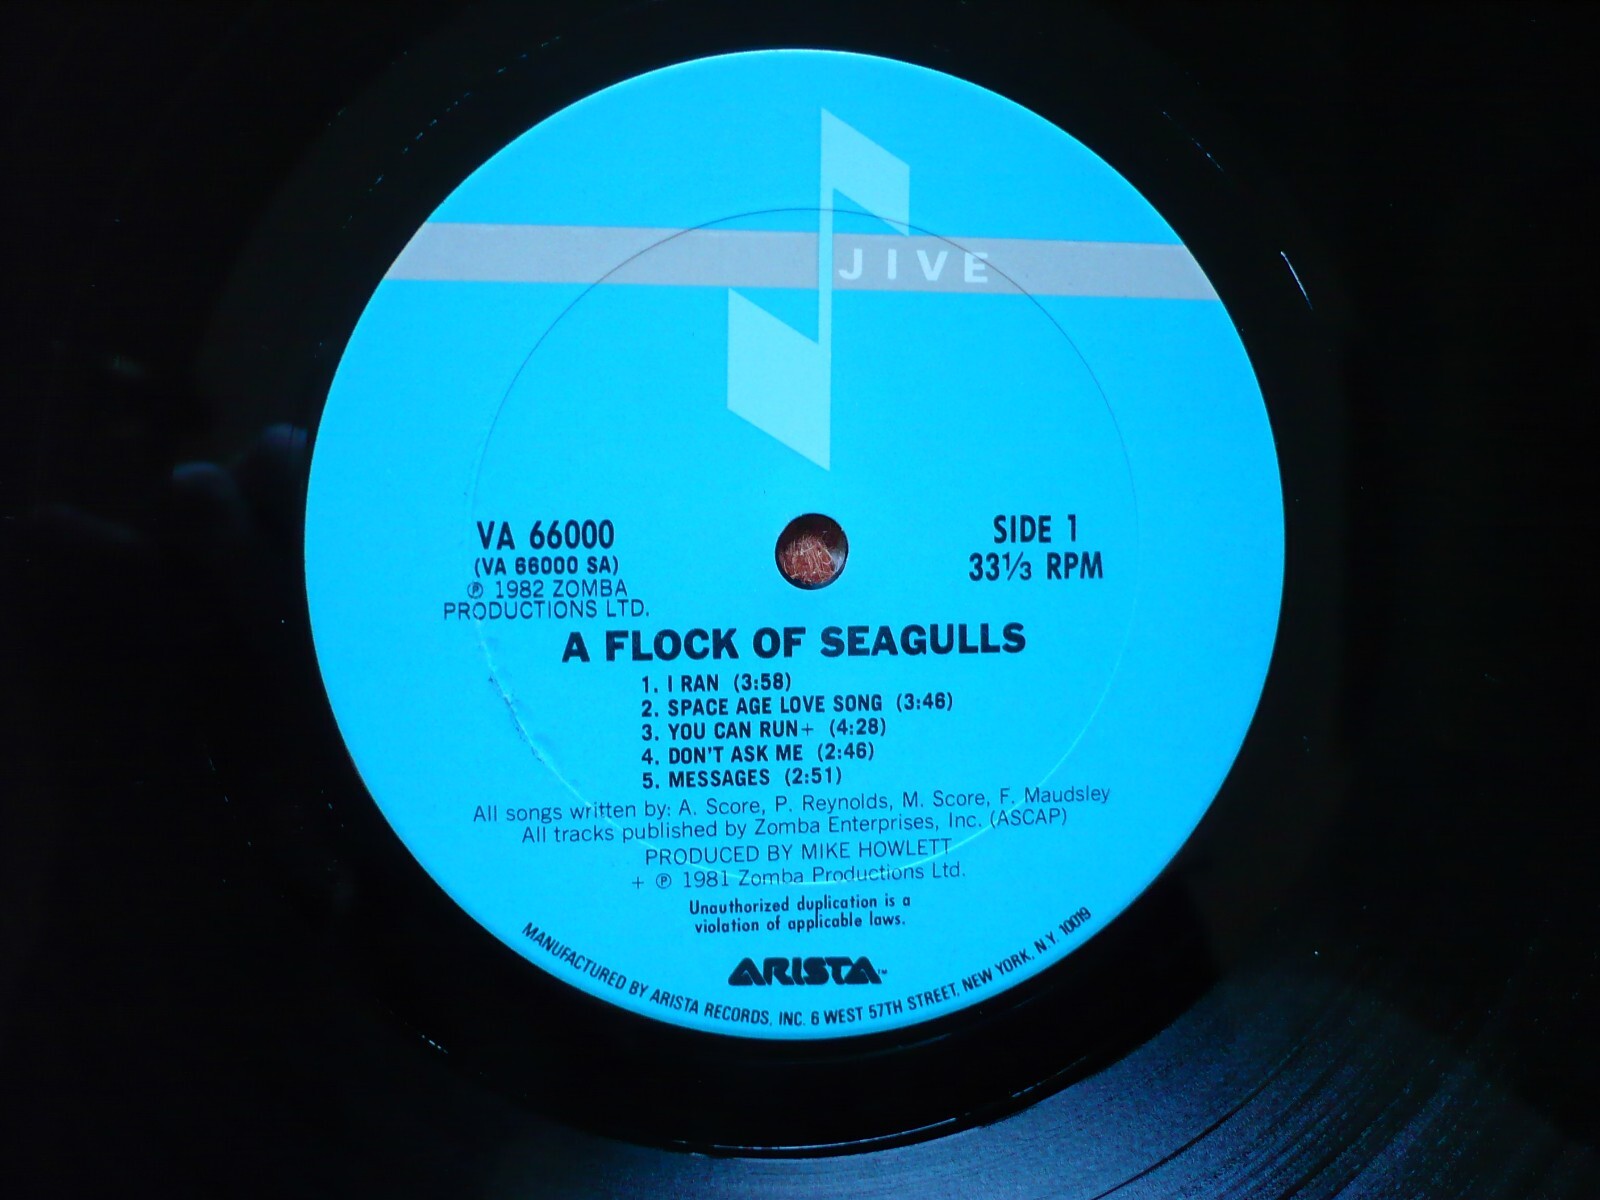 JIVE
VA 66000
(VA 66000 SA)
℗ 1982 ZOMBA
PRODUCTIONS LTD.
SIDE 1
33⅓ RPM
A FLOCK OF SEAGULLS
1. I RAN (3:58)
2. SPACE AGE LOVE SONG (3:46)
3. YOU CAN RUN+ (4:28)
4. DON'T ASK ME (2:46)
5. MESSAGES (2:51)
All songs written by: A. Score, P. Reynolds, M. Score, F. Maudsley
All tracks published by Zomba Enterprises, Inc. (ASCAP)
PRODUCED BY MIKE HOWLETT
+ ℗ 1981 Zomba Productions Ltd.
Unauthorized duplication is a
violation of applicable laws.
ARISTA™
MANUFACTURED BY ARISTA RECORDS, INC. 6 WEST 57TH STREET, NEW YORK, N.Y. 10019